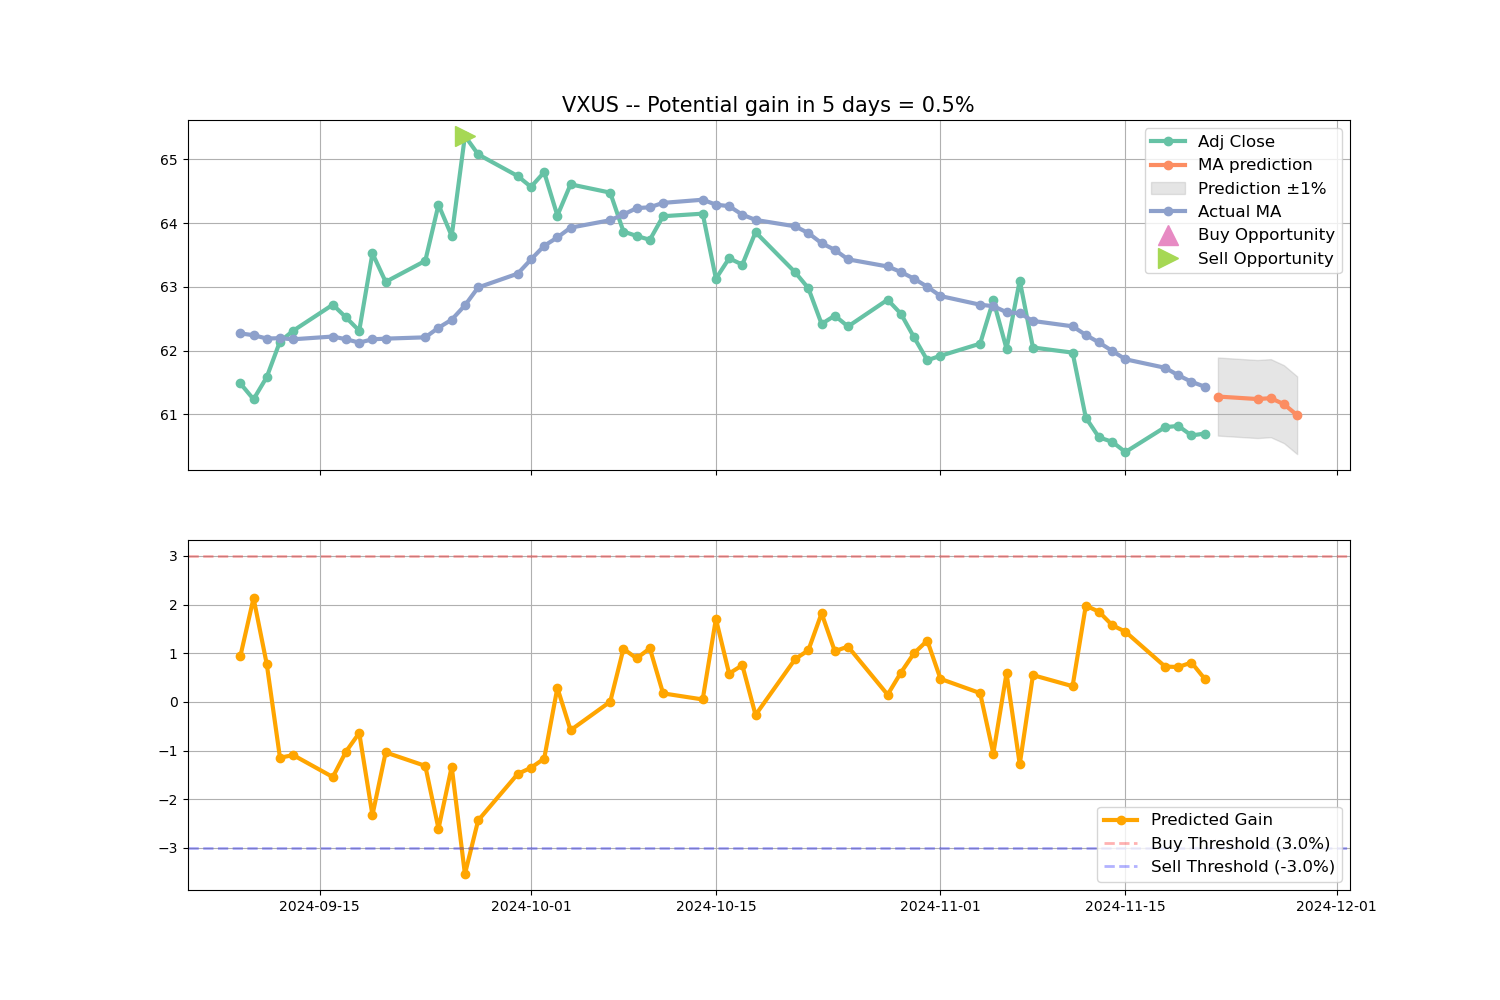 VXUS -- Potential gain in 5 days = 0.5%
65
64
63
62
61
Adj Close
MA prediction
Prediction ±1%
Actual MA
Buy Opportunity
Sell Opportunity
3
2
1
0
−1
−2
−3
Predicted Gain
Buy Threshold (3.0%)
Sell Threshold (-3.0%)
2024-09-15 2024-10-01 2024-10-15 2024-11-01 2024-11-15 2024-12-01